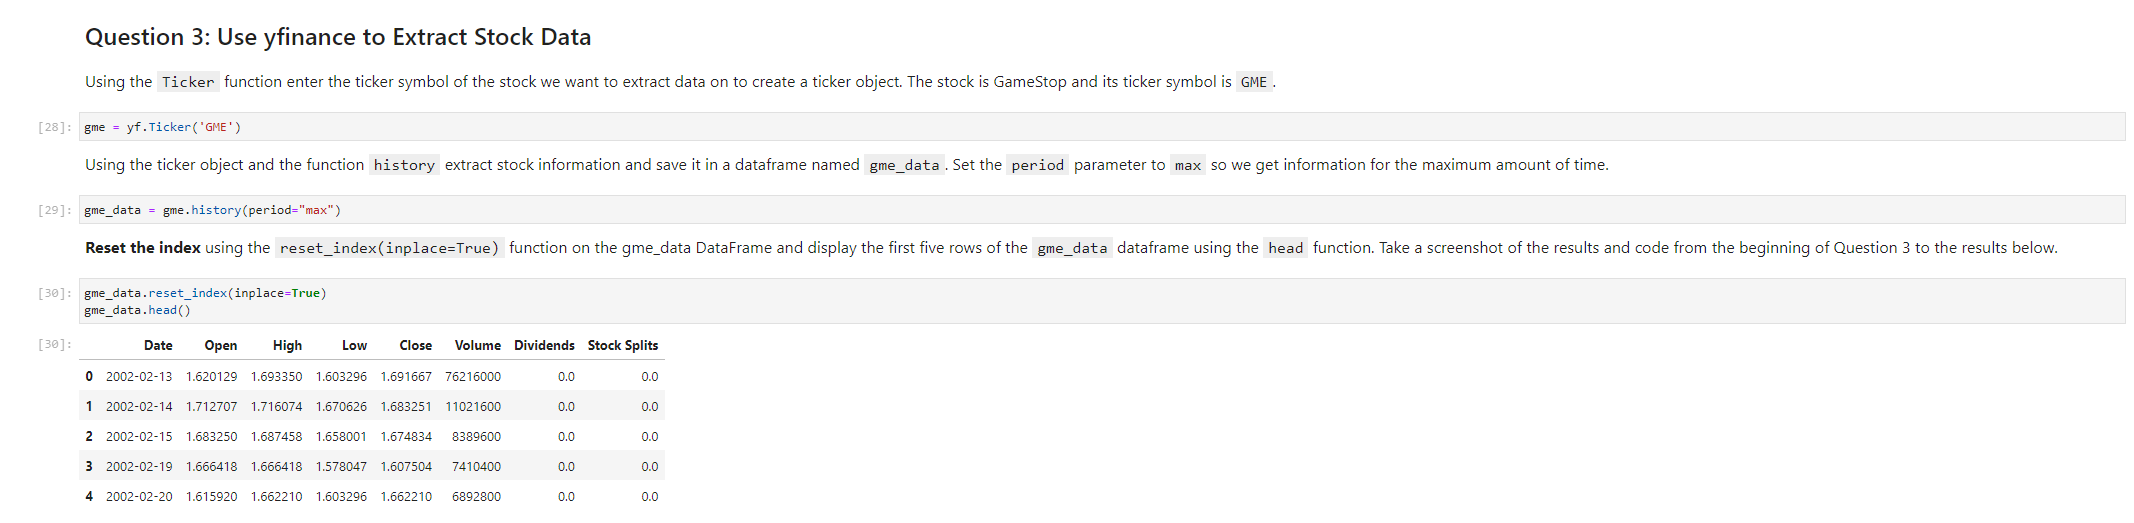 Question 3: Use yfinance to Extract Stock Data
Using the Ticker function enter the ticker symbol of the stock we want to extract data on to create a ticker object. The stock is GameStop and its ticker symbol is GME.
[28]: gme = yf.Ticker('GME')
Using the ticker object and the function history extract stock information and save it in a dataframe named gme_data. Set the period parameter to max so we get information for the maximum amount of time.
[29]: gme_data = gme.history(period="max")
Reset the index using the reset_index(inplace=True) function on the gme_data DataFrame and display the first five rows of the gme_data dataframe using the head function. Take a screenshot of the results and code from the beginning of Question 3 to the results below.
[30]: gme_data.reset_index(inplace=True)
gme_data.head()
[30]: Date Open High Low Close Volume Dividends Stock Splits
0 2002-02-13 1.620129 1.693350 1.603296 1.691667 76216000 0.0 0.0
1 2002-02-14 1.712707 1.716074 1.670626 1.683251 11021600 0.0 0.0
2 2002-02-15 1.683250 1.687458 1.658001 1.674834 8389600 0.0 0.0
3 2002-02-19 1.666418 1.666418 1.578047 1.607504 7410400 0.0 0.0
4 2002-02-20 1.615920 1.662210 1.603296 1.662210 6892800 0.0 0.0